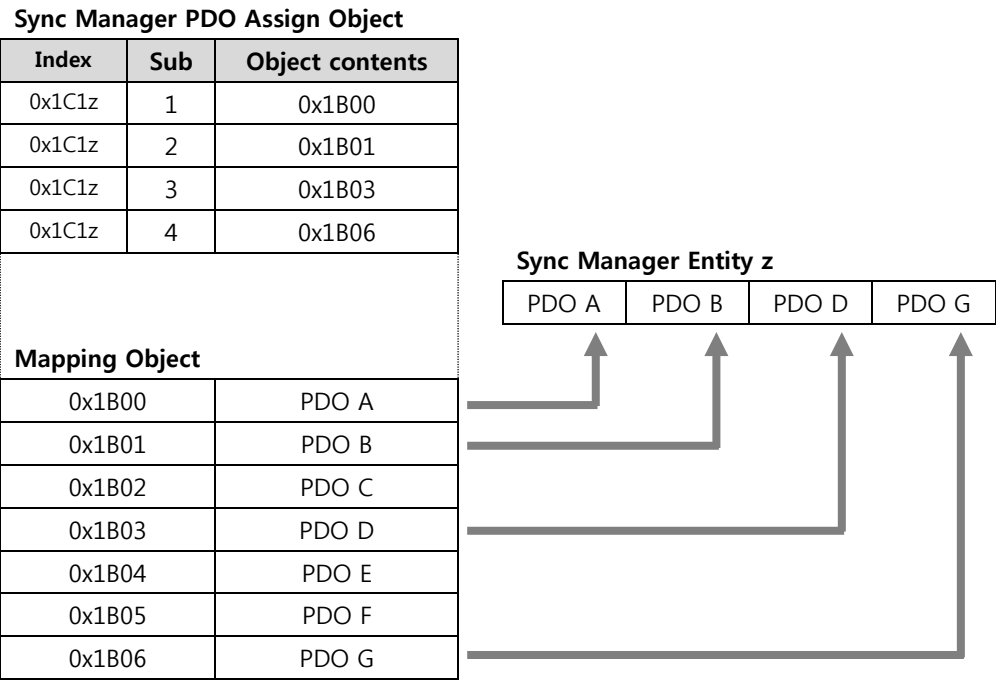 Sync Manager PDO Assign Object
Index Sub Object contents
0x1C1z 1 0x1B00
0x1C1z 2 0x1B01
0x1C1z 3 0x1B03
0x1C1z 4 0x1B06
Sync Manager Entity z
PDO A PDO B PDO D PDO G
Mapping Object
0x1B00 PDO A
0x1B01 PDO B
0x1B02 PDO C
0x1B03 PDO D
0x1B04 PDO E
0x1B05 PDO F
0x1B06 PDO G